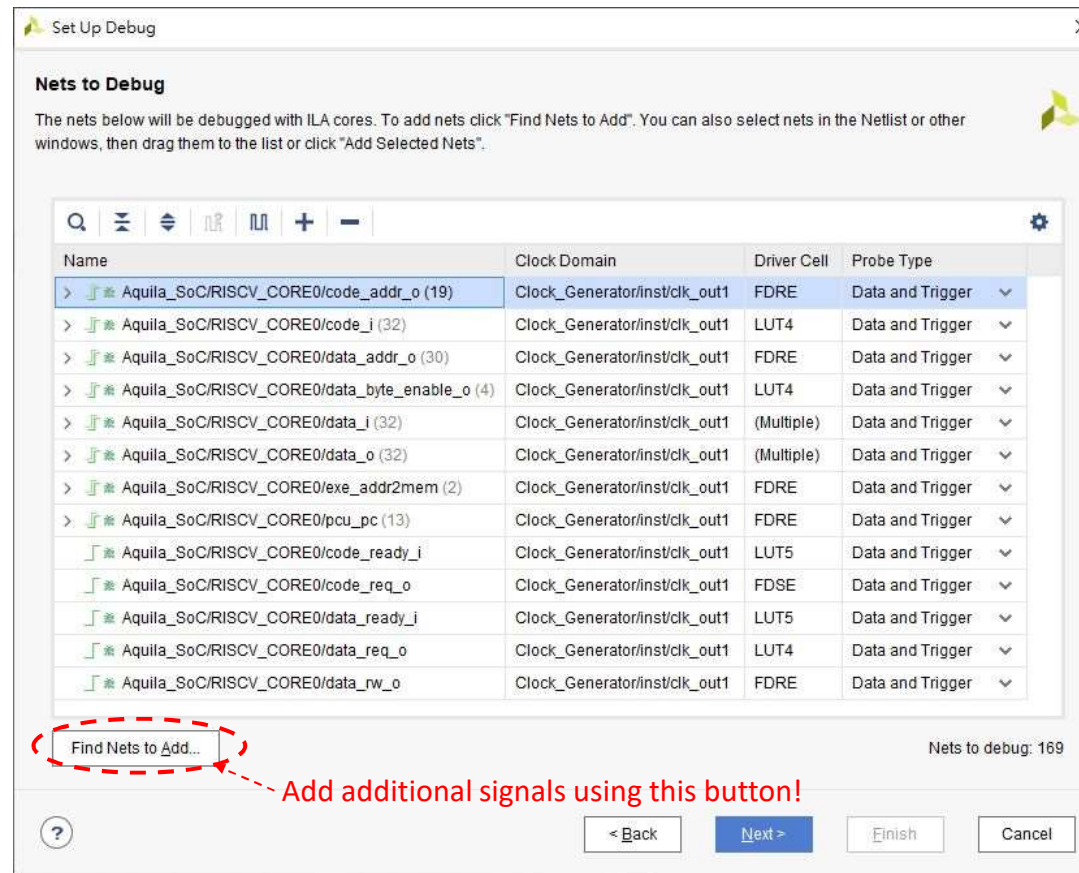 Set Up Debug
Nets to Debug
The nets below will be debugged with ILA cores. To add nets click "Find Nets to Add". You can also select nets in the Netlist or other
windows, then drag them to the list or click "Add Selected Nets".
Name Clock Domain Driver Cell Probe Type
Aquila_SoC/RISCV_CORE0/code_addr_o (19) Clock_Generator/inst/clk_out1 FDRE Data and Trigger
Aquila_SoC/RISCV_CORE0/code_i (32) Clock_Generator/inst/clk_out1 LUT4 Data and Trigger
Aquila_SoC/RISCV_CORE0/data_addr_o (30) Clock_Generator/inst/clk_out1 FDRE Data and Trigger
Aquila_SoC/RISCV_CORE0/data_byte_enable_o (4) Clock_Generator/inst/clk_out1 LUT4 Data and Trigger
Aquila_SoC/RISCV_CORE0/data_i (32) Clock_Generator/inst/clk_out1 (Multiple) Data and Trigger
Aquila_SoC/RISCV_CORE0/data_o (32) Clock_Generator/inst/clk_out1 (Multiple) Data and Trigger
Aquila_SoC/RISCV_CORE0/exe_addr2mem (2) Clock_Generator/inst/clk_out1 FDRE Data and Trigger
Aquila_SoC/RISCV_CORE0/pcu_pc (13) Clock_Generator/inst/clk_out1 FDRE Data and Trigger
Aquila_SoC/RISCV_CORE0/code_ready_i Clock_Generator/inst/clk_out1 LUT5 Data and Trigger
Aquila_SoC/RISCV_CORE0/code_req_o Clock_Generator/inst/clk_out1 FDSE Data and Trigger
Aquila_SoC/RISCV_CORE0/data_ready_i Clock_Generator/inst/clk_out1 LUT5 Data and Trigger
Aquila_SoC/RISCV_CORE0/data_req_o Clock_Generator/inst/clk_out1 LUT4 Data and Trigger
Aquila_SoC/RISCV_CORE0/data_rw_o Clock_Generator/inst/clk_out1 FDRE Data and Trigger
Find Nets to Add... Nets to debug: 169
Add additional signals using this button!
? < Back Next > Finish Cancel